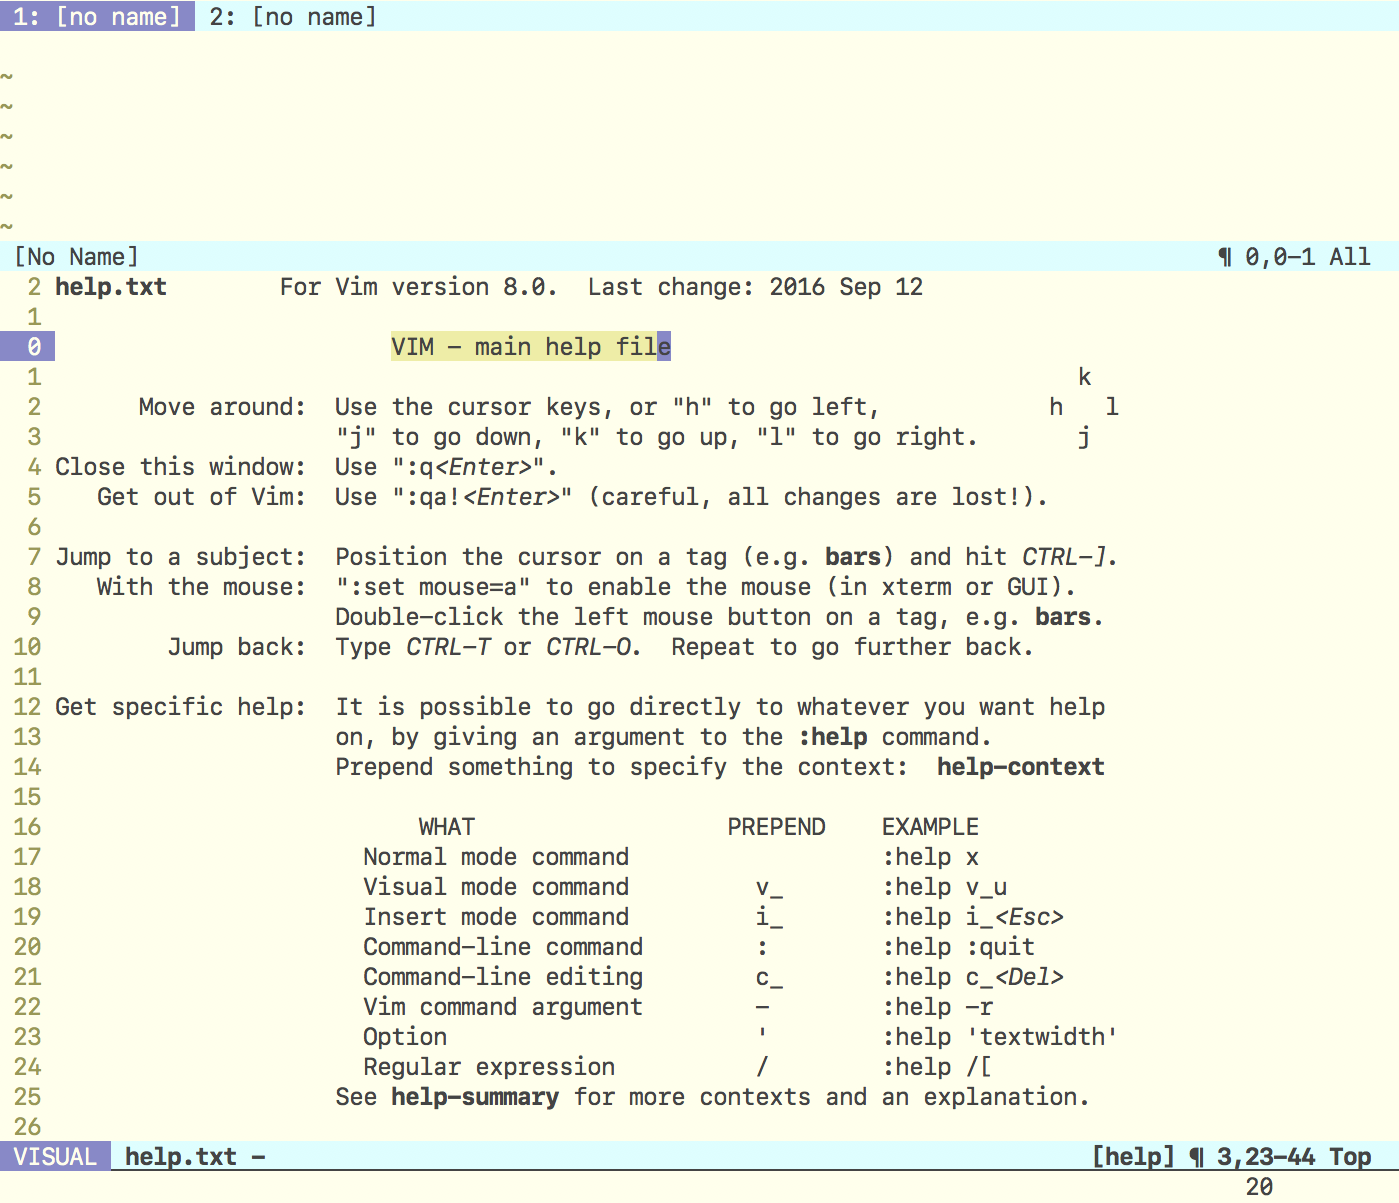 1: [no name] 2: [no name]
~
~
~
~
~
~
[No Name] ¶ 0,0-1 All
2 help.txt For Vim version 8.0. Last change: 2016 Sep 12
1
0 VIM - main help file
1 k
2 Move around: Use the cursor keys, or "h" to go left, h l
3 "j" to go down, "k" to go up, "l" to go right. j
4 Close this window: Use ":q<Enter>".
5 Get out of Vim: Use ":qa!<Enter>" (careful, all changes are lost!).
6
7 Jump to a subject: Position the cursor on a tag (e.g. bars) and hit CTRL-].
8 With the mouse: ":set mouse=a" to enable the mouse (in xterm or GUI).
9 Double-click the left mouse button on a tag, e.g. bars.
10 Jump back: Type CTRL-T or CTRL-O. Repeat to go further back.
11
12 Get specific help: It is possible to go directly to whatever you want help
13 on, by giving an argument to the :help command.
14 Prepend something to specify the context: help-context
15
16 WHAT PREPEND EXAMPLE
17 Normal mode command :help x
18 Visual mode command v_ :help v_u
19 Insert mode command i_ :help i_<Esc>
20 Command-line command : :help :quit
21 Command-line editing c_ :help c_<Del>
22 Vim command argument - :help -r
23 Option ' :help 'textwidth'
24 Regular expression / :help /[
25 See help-summary for more contexts and an explanation.
26
VISUAL help.txt - [help] ¶ 3,23-44 Top
20